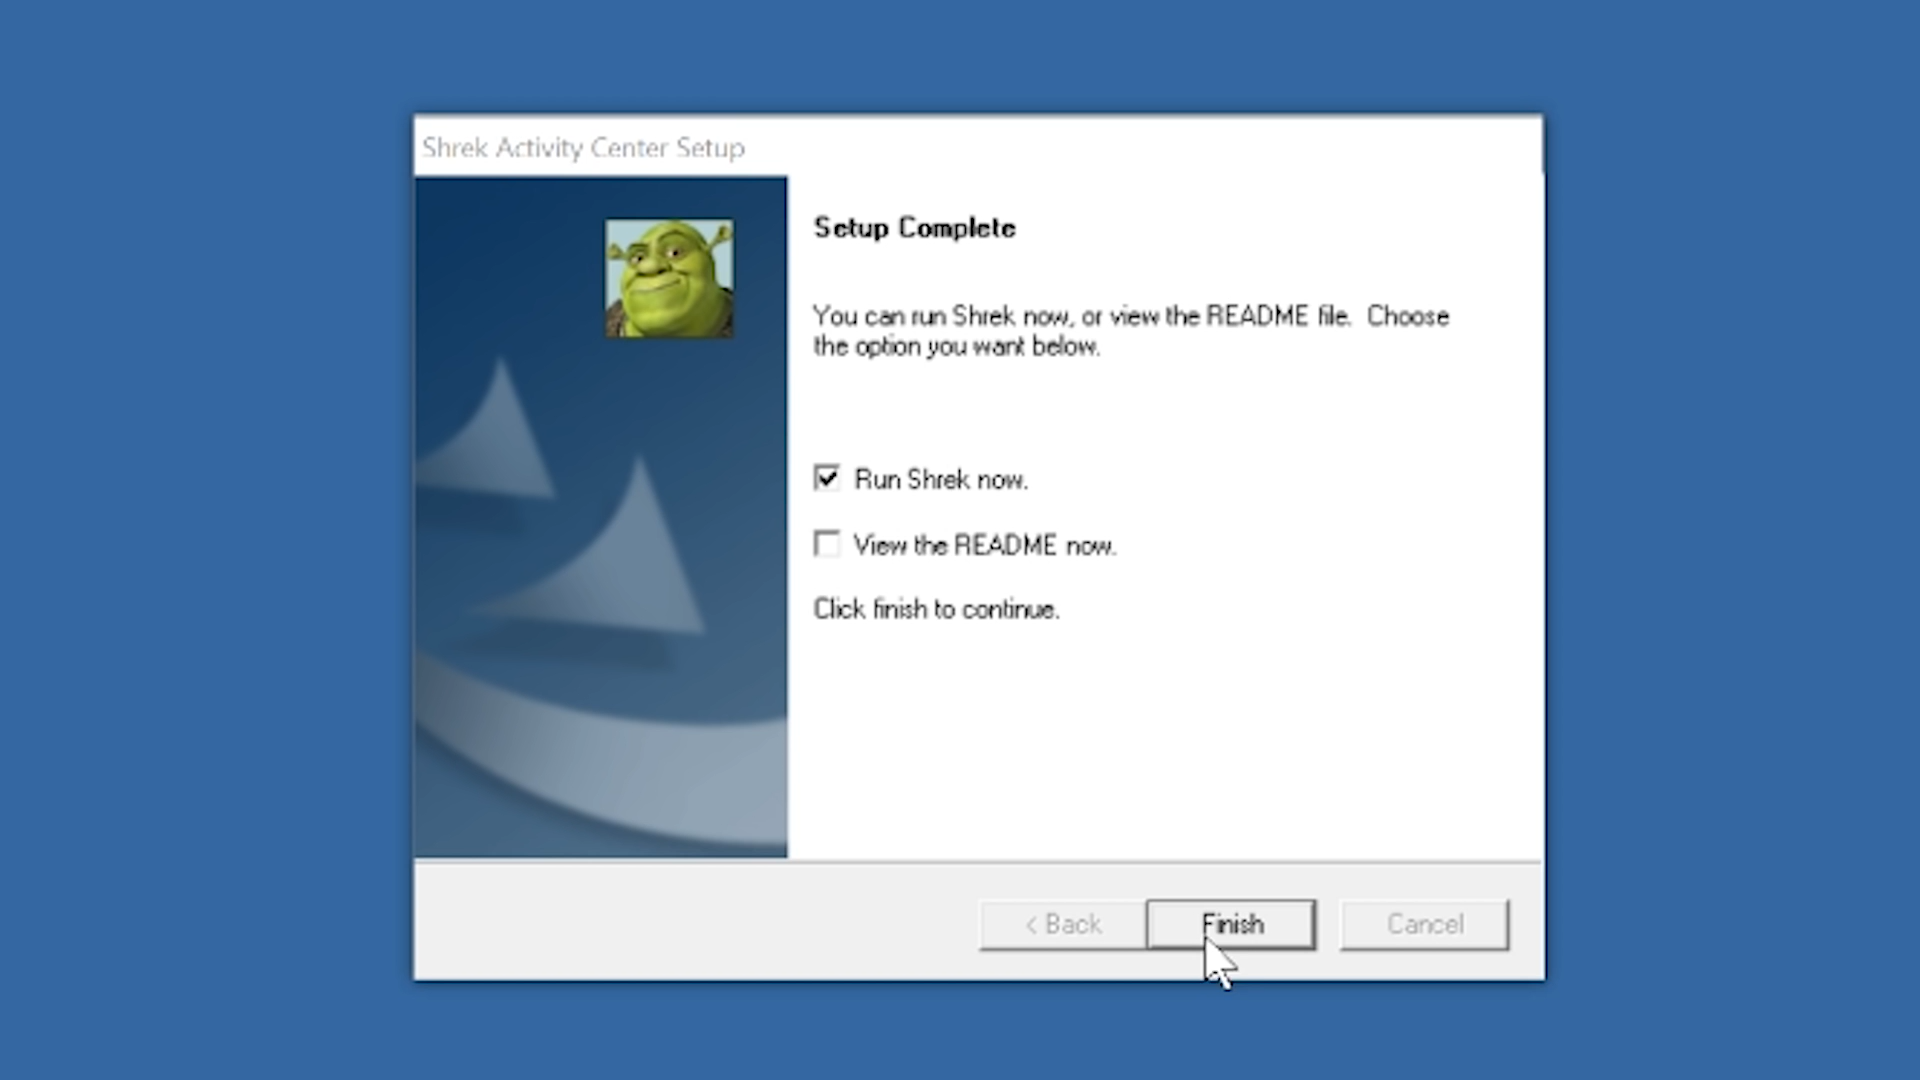 Shrek Activity Center Setup
Setup Complete
You can run Shrek now, or view the README file.  Choose
the option you want below.
Run Shrek now.
View the README now.
Click finish to continue.
< Back
Finish
Cancel